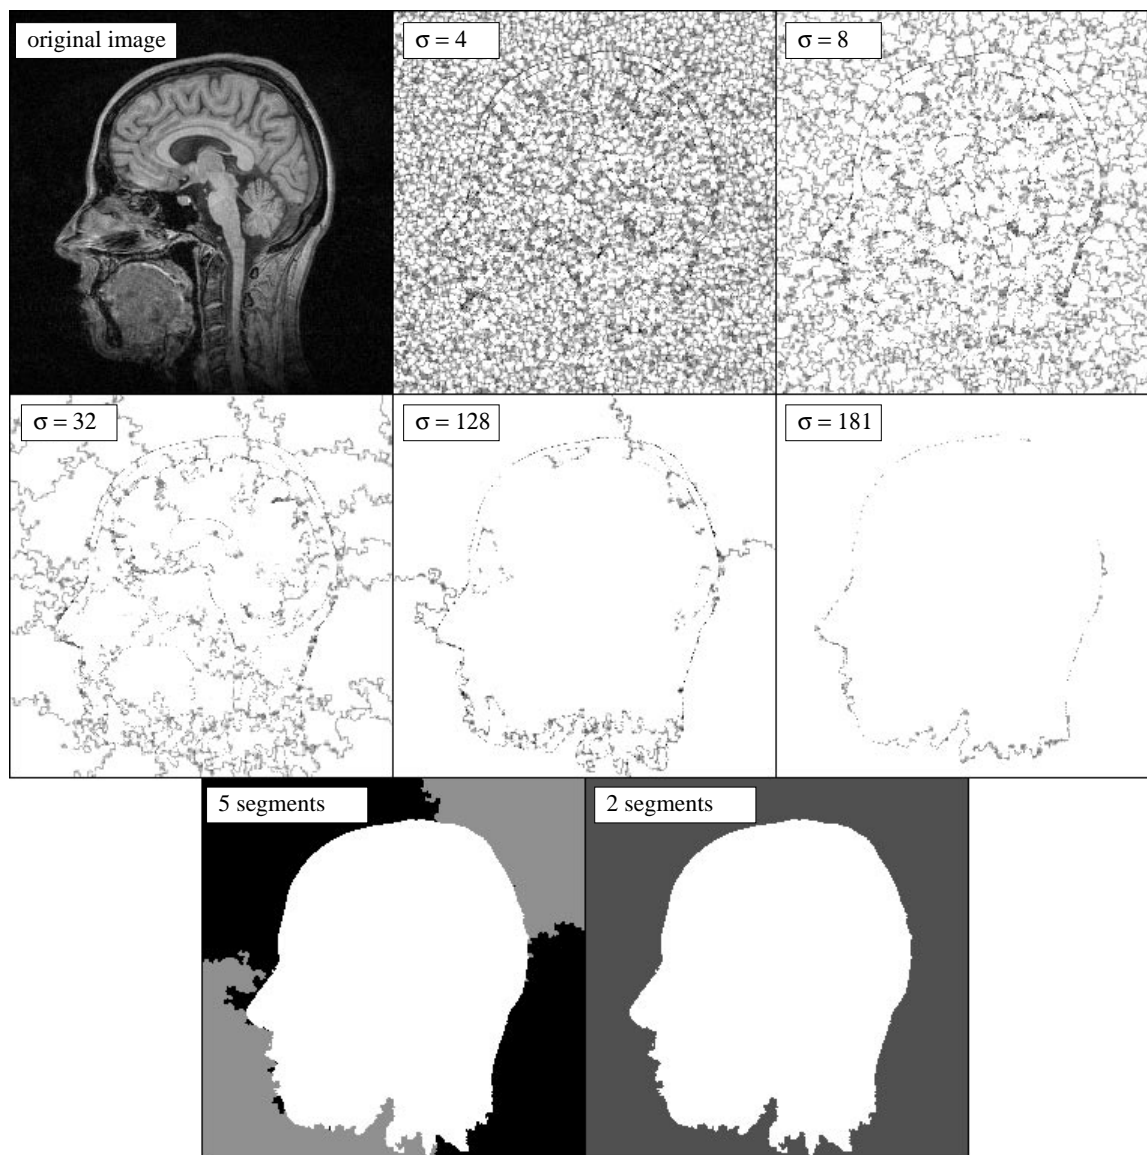 original image
σ = 4
σ = 8
σ = 32
σ = 128
σ = 181
5 segments
2 segments